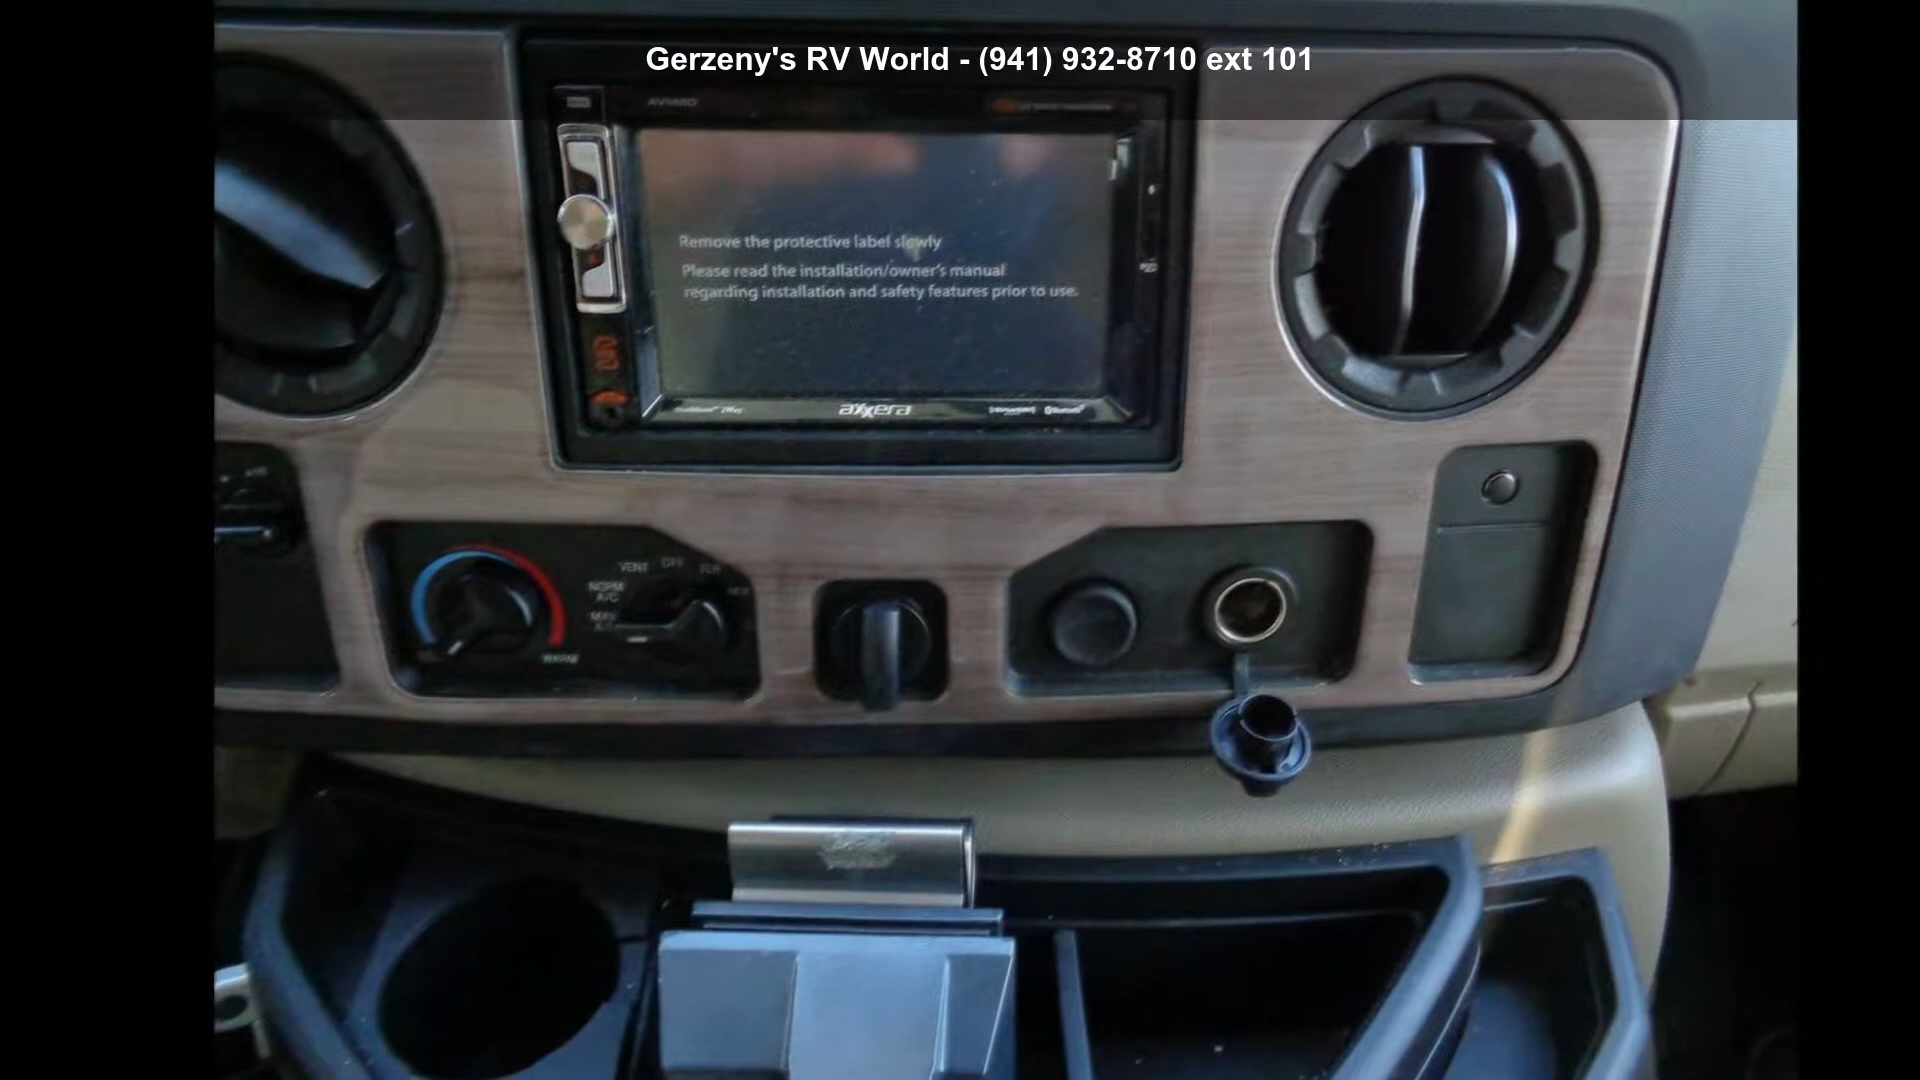 Gerzeny's RV World - (941) 932-8710 ext 101
Remove the protective label slowly
Please read the installation/owner's manual
regarding installation and safety features prior to use.
axxera
Bluetooth
VENT
OFF
NORM
A/C
MAX
WARM